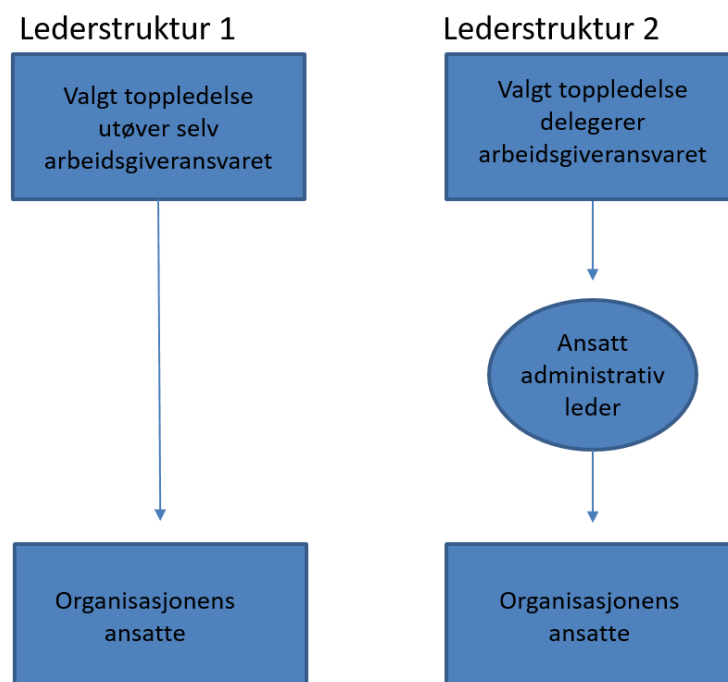 Lederstruktur 1
Valgt toppledelse
utøver selv
arbeidsgiveransvaret
Organisasjonens
ansatte
Lederstruktur 2
Valgt toppledelse
delegerer
arbeidsgiveransvaret
Ansatt
administrativ
leder
Organisasjonens
ansatte